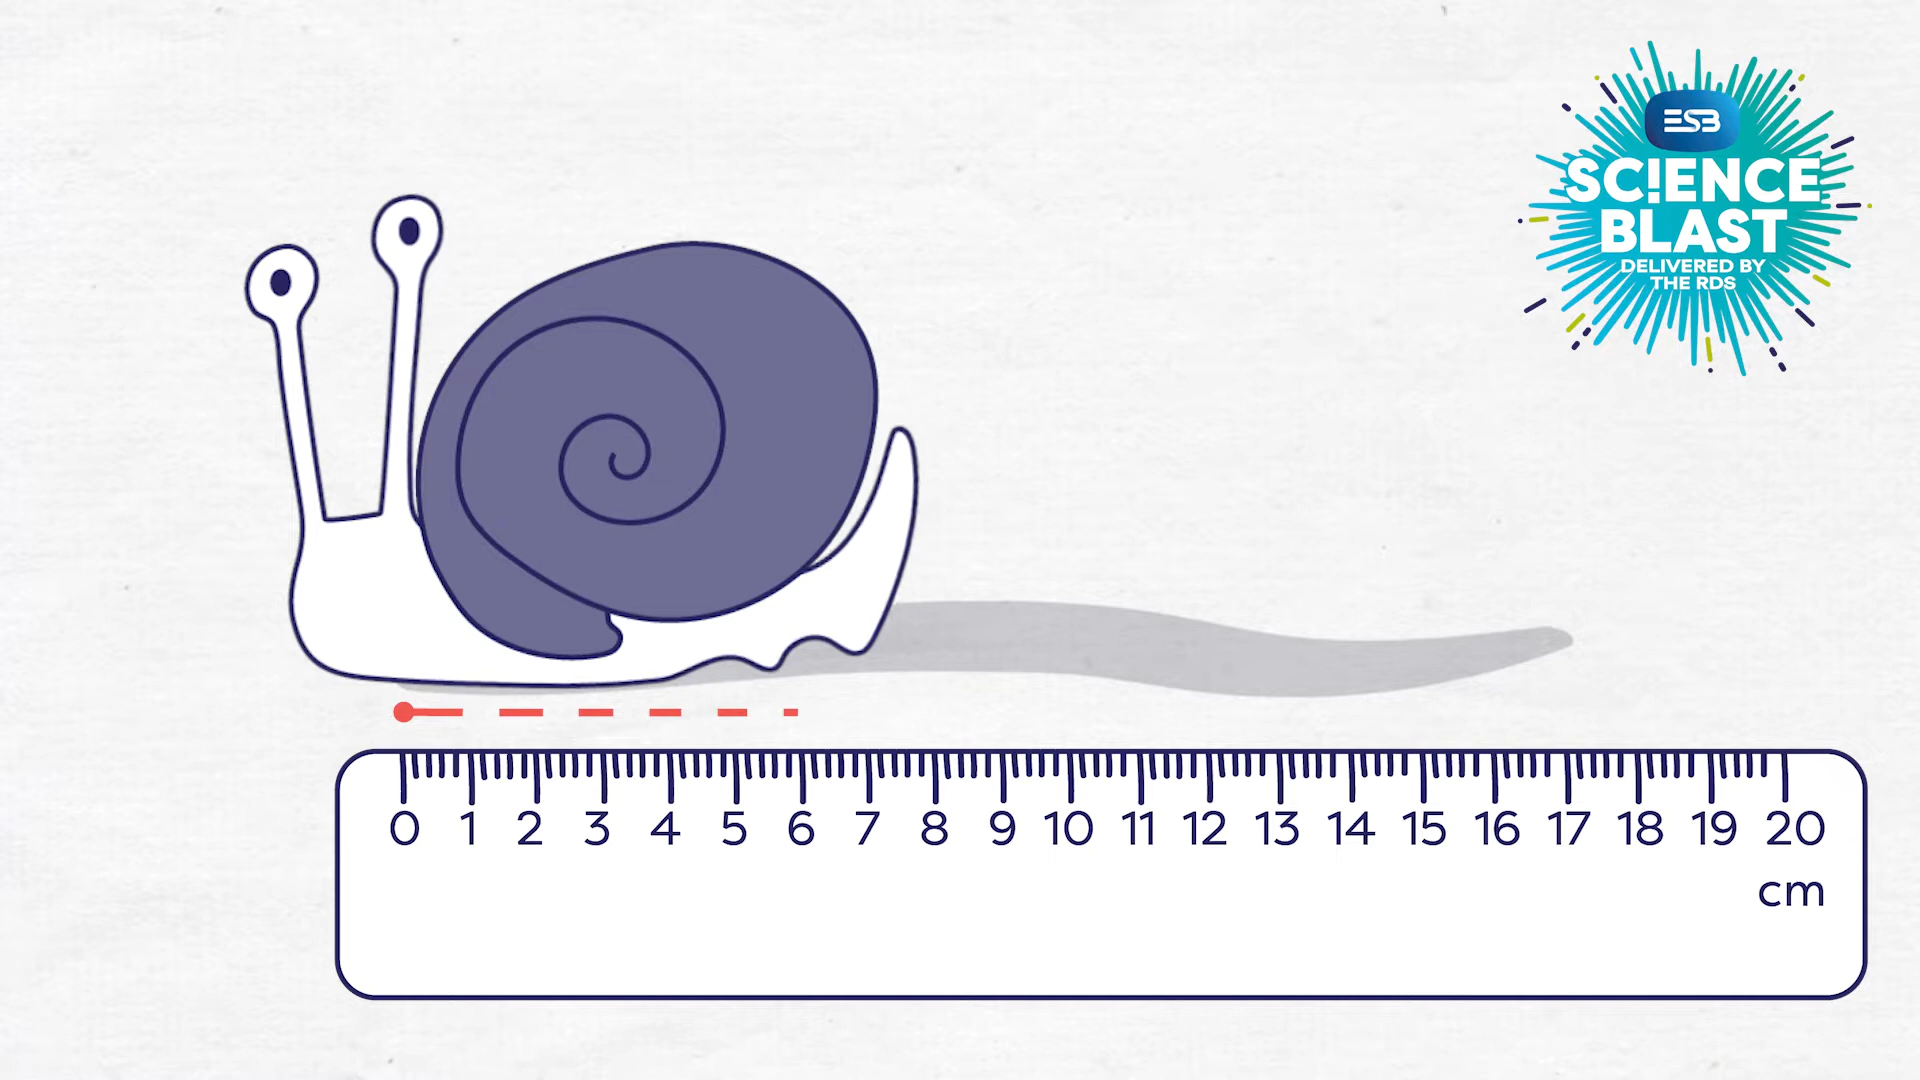 ESB
SC!ENCE
BLAST
DELIVERED BY
THE RDS
0 1 2 3 4 5 6 7 8 9 10 11 12 13 14 15 16 17 18 19 20
cm